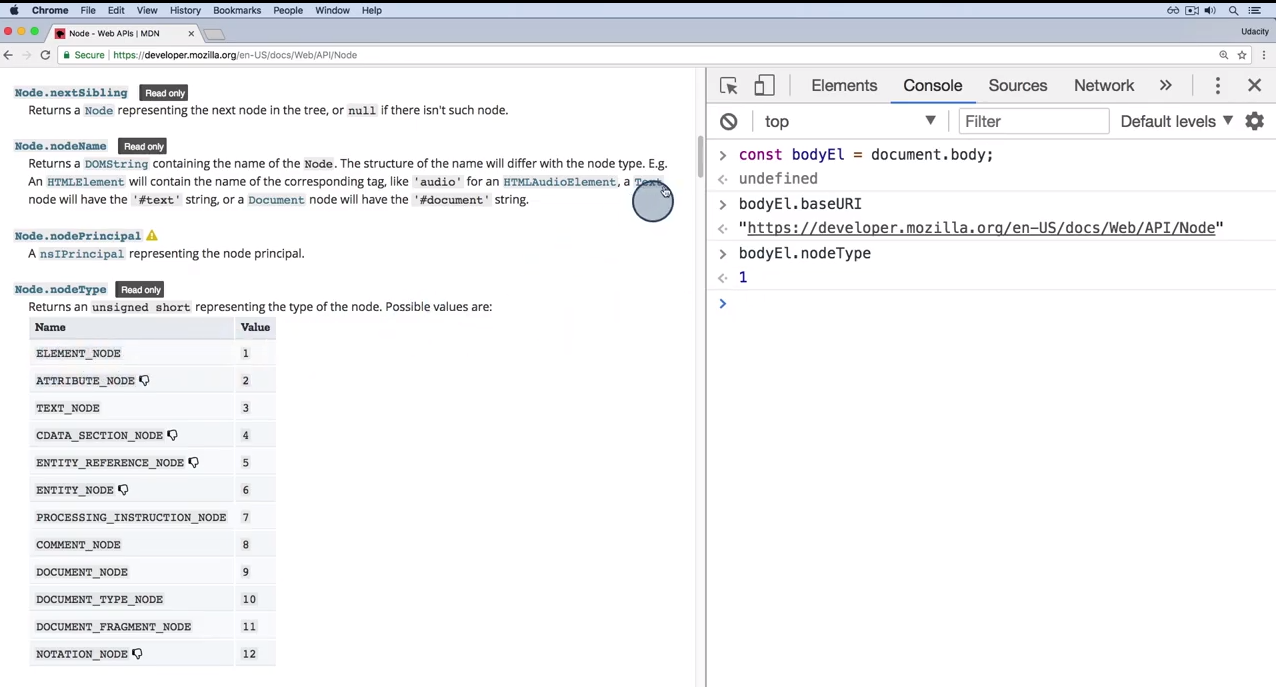 Chrome File Edit View History Bookmarks People Window Help
Node - Web APIs | MDN
Udacity
Secure https://developer.mozilla.org/en-US/docs/Web/API/Node
Node.nextSibling Read only
Returns a Node representing the next node in the tree, or null if there isn't such node.
Node.nodeName Read only
Returns a DOMString containing the name of the Node. The structure of the name will differ with the node type. E.g.
An HTMLElement will contain the name of the corresponding tag, like 'audio' for an HTMLAudioElement, a Text
node will have the '#text' string, or a Document node will have the '#document' string.
Node.nodePrincipal
A nsIPrincipal representing the node principal.
Node.nodeType Read only
Returns an unsigned short representing the type of the node. Possible values are:
Name Value
ELEMENT_NODE 1
ATTRIBUTE_NODE 2
TEXT_NODE 3
CDATA_SECTION_NODE 4
ENTITY_REFERENCE_NODE 5
ENTITY_NODE 6
PROCESSING_INSTRUCTION_NODE 7
COMMENT_NODE 8
DOCUMENT_NODE 9
DOCUMENT_TYPE_NODE 10
DOCUMENT_FRAGMENT_NODE 11
NOTATION_NODE 12
Elements Console Sources Network
top Filter Default levels
const bodyEl = document.body;
undefined
bodyEl.baseURI
"https://developer.mozilla.org/en-US/docs/Web/API/Node"
bodyEl.nodeType
1